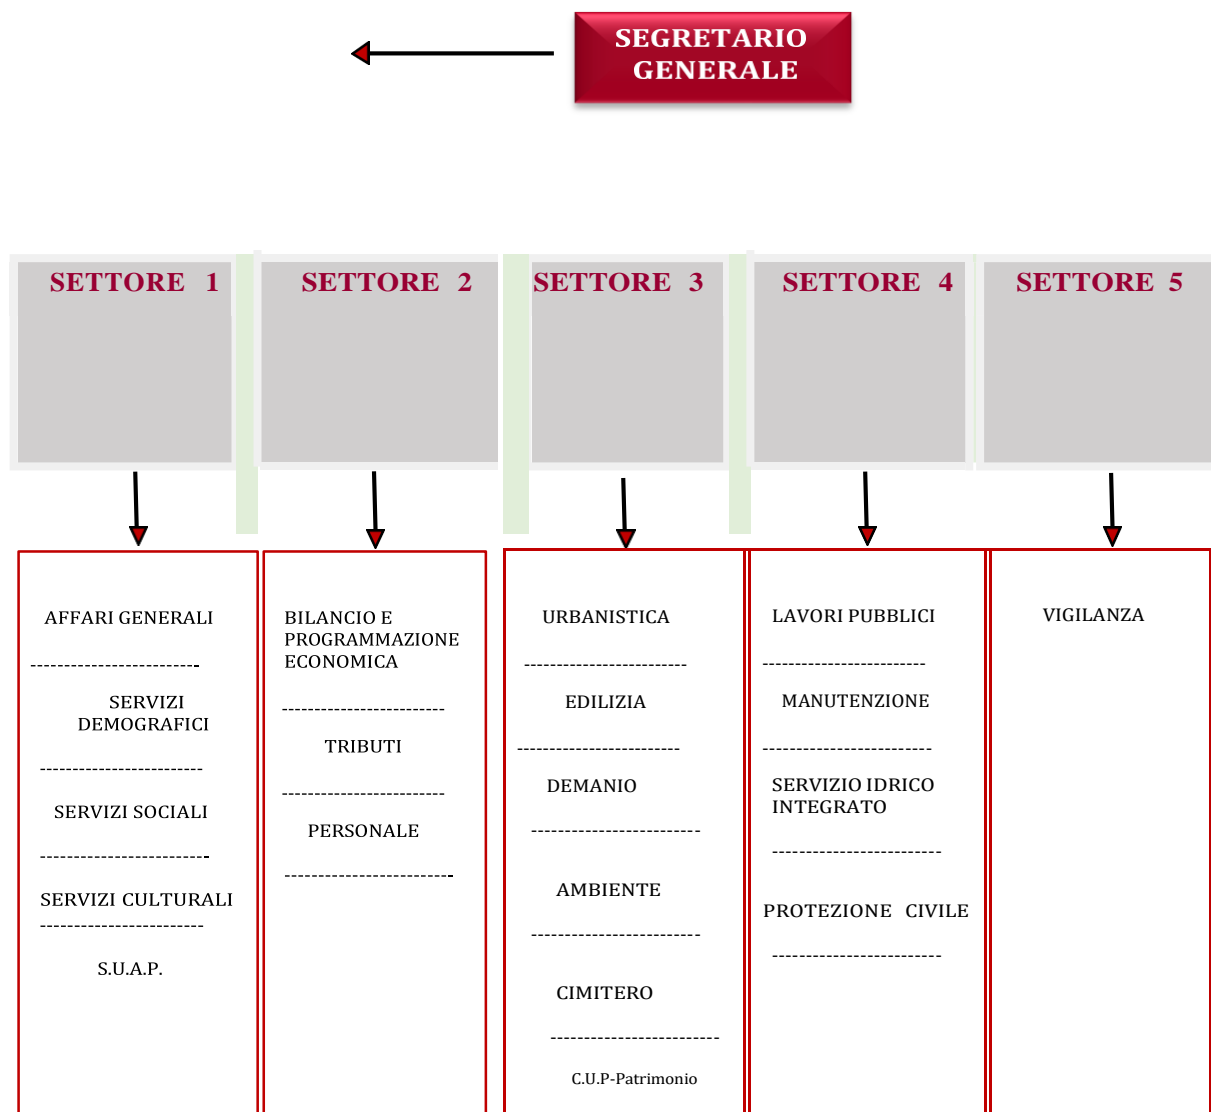 SEGRETARIO
GENERALE
SETTORE 1
SETTORE 2
SETTORE 3
SETTORE 4
SETTORE 5
AFFARI GENERALI
-------------------------
SERVIZI
DEMOGRAFICI
-------------------------
SERVIZI SOCIALI
-------------------------
SERVIZI CULTURALI
-------------------------
S.U.A.P.
BILANCIO E
PROGRAMMAZIONE
ECONOMICA
-------------------------
TRIBUTI
-------------------------
PERSONALE
-------------------------
URBANISTICA
-------------------------
EDILIZIA
-------------------------
DEMANIO
-------------------------
AMBIENTE
-------------------------
CIMITERO
-------------------------
C.U.P-Patrimonio
LAVORI PUBBLICI
-------------------------
MANUTENZIONE
-------------------------
SERVIZIO IDRICO
INTEGRATO
-------------------------
PROTEZIONE CIVILE
-------------------------
VIGILANZA